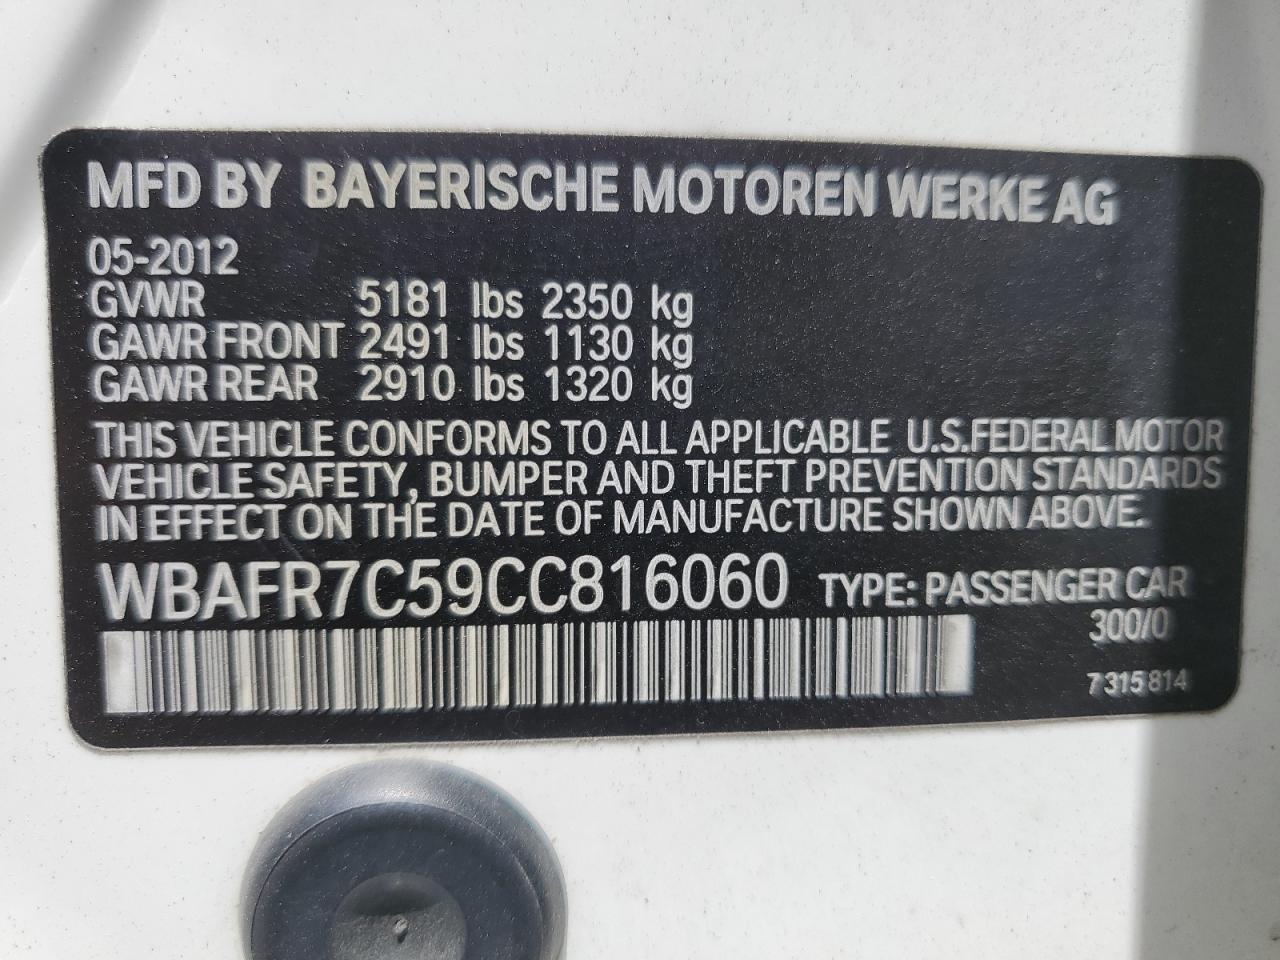 MFD BY BAYERISCHE MOTOREN WERKE AG
05-2012
GVWR 5181 lbs 2350 kg
GAWR FRONT 2491 lbs 1130 kg
GAWR REAR 2910 lbs 1320 kg
THIS VEHICLE CONFORMS TO ALL APPLICABLE U.S.FEDERAL MOTOR
VEHICLE SAFETY, BUMPER AND THEFT PREVENTION STANDARDS
IN EFFECT ON THE DATE OF MANUFACTURE SHOWN ABOVE.
WBAFR7C59CC816060 TYPE: PASSENGER CAR
300/0
7 315 814